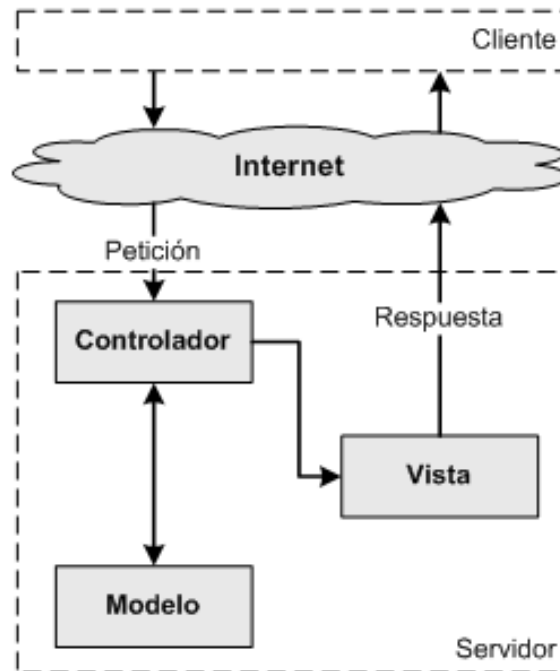 Cliente
Internet
Petición
Controlador
Respuesta
Vista
Modelo
Servidor